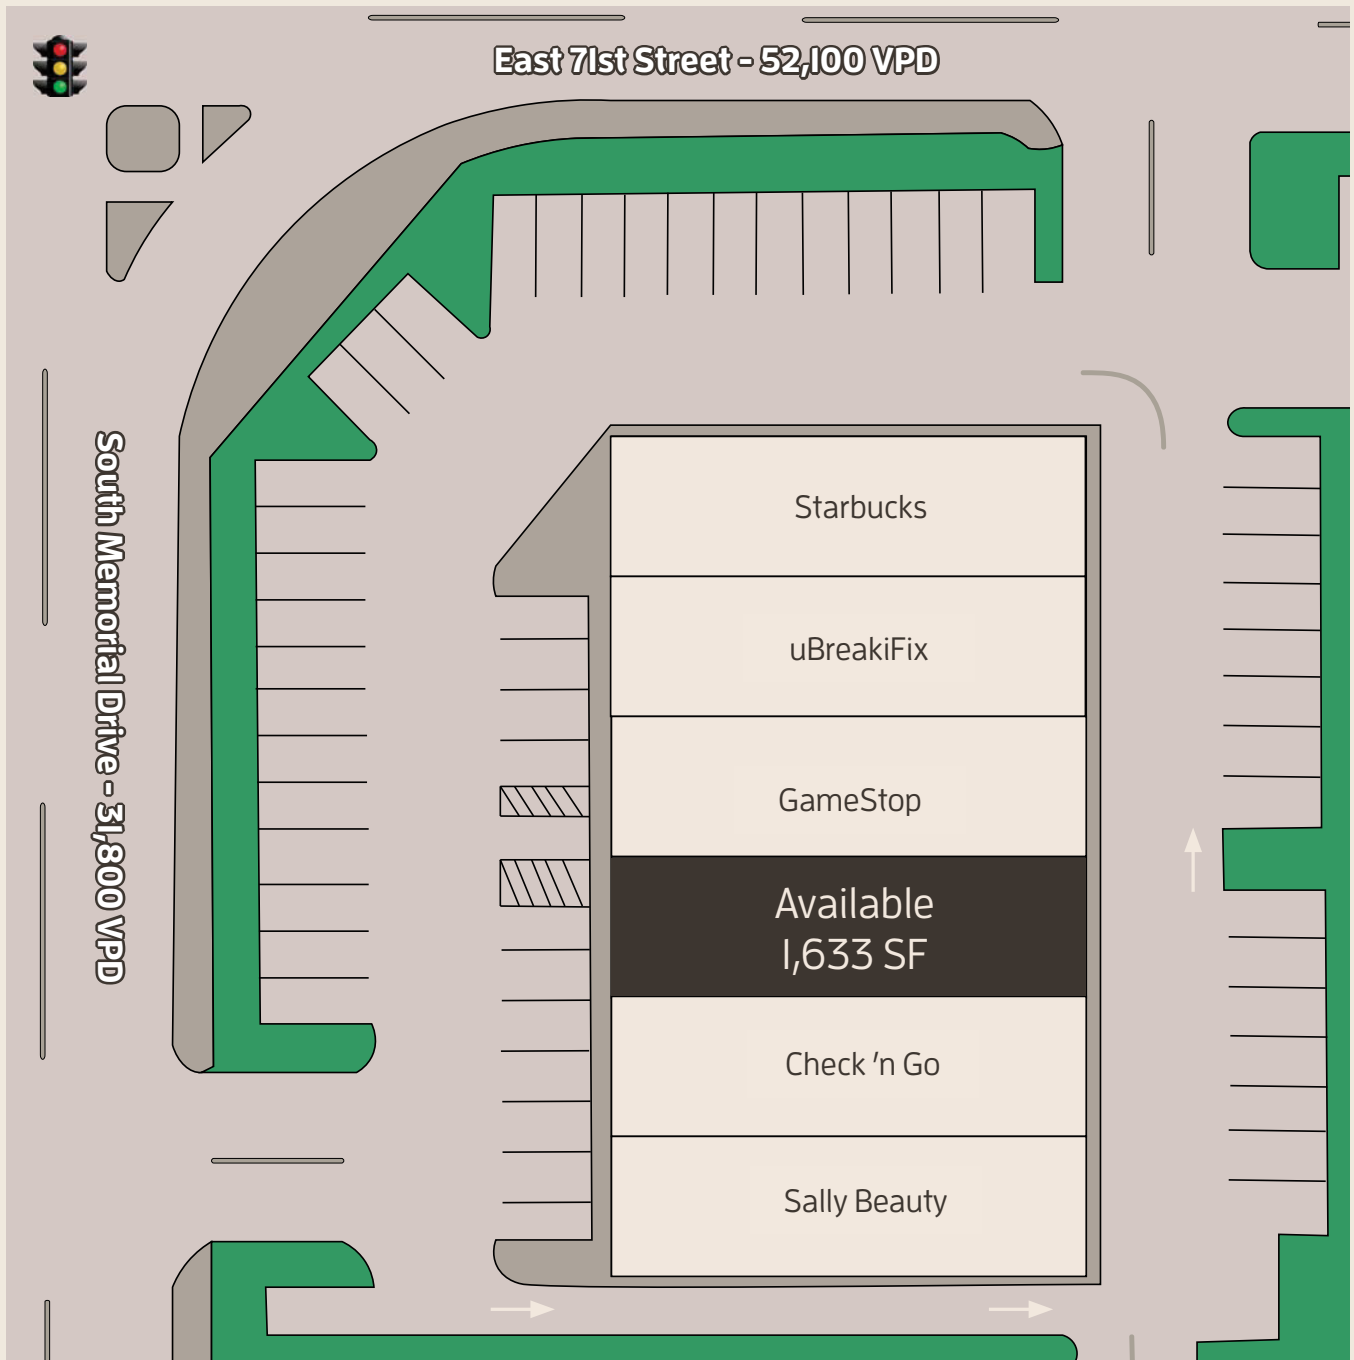 East 71st Street - 52,100 VPD
South Memorial Drive - 31,800 VPD
Starbucks
uBreakiFix
GameStop
Available
1,633 SF
Check 'n Go
Sally Beauty